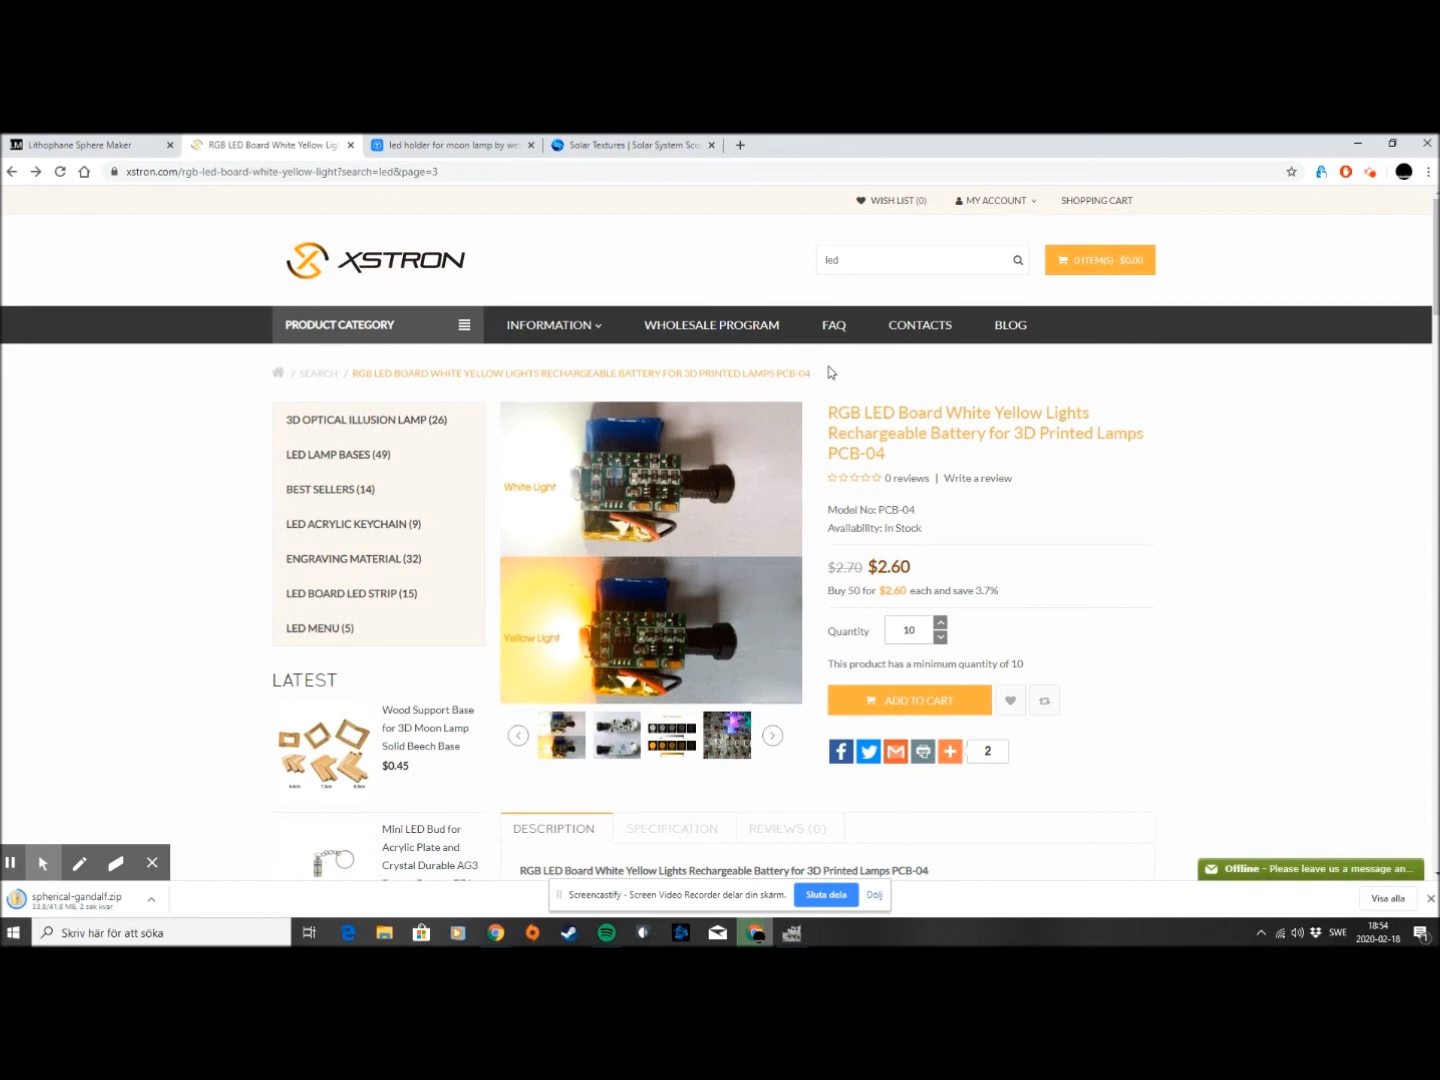 Lithophane Sphere Maker
RGB LED Board White Yellow Lig
led holder for moon lamp by we
Solar Textures | Solar System Sco
xstron.com/rgb-led-board-white-yellow-light?search=led&page=3
WISH LIST (0)
MY ACCOUNT
SHOPPING CART
XSTRON
led
0 ITEM(S) - $0.00
PRODUCT CATEGORY
INFORMATION
WHOLESALE PROGRAM
FAQ
CONTACTS
BLOG
/ SEARCH / RGB LED BOARD WHITE YELLOW LIGHTS RECHARGEABLE BATTERY FOR 3D PRINTED LAMPS PCB-04
3D OPTICAL ILLUSION LAMP (26)
LED LAMP BASES (49)
BEST SELLERS (14)
LED ACRYLIC KEYCHAIN (9)
ENGRAVING MATERIAL (32)
LED BOARD LED STRIP (15)
LED MENU (5)
LATEST
Wood Support Base
for 3D Moon Lamp
Solid Beech Base
$0.45
Mini LED Bud for
Acrylic Plate and
Crystal Durable AG3
White Light
Yellow Light
RGB LED Board White Yellow Lights
Rechargeable Battery for 3D Printed Lamps
PCB-04
0 reviews | Write a review
Model No: PCB-04
Availability: In Stock
$2.70 $2.60
Buy 50 for $2.60 each and save 3.7%
Quantity 10
This product has a minimum quantity of 10
ADD TO CART
2
DESCRIPTION
SPECIFICATION
REVIEWS (0)
RGB LED Board White Yellow Lights Rechargeable Battery for 3D Printed Lamps PCB-04
Offline - Please leave us a message an...
spherical-gandalf.zip
33,8/41,8 MB, 2 sek kvar
Screencastify - Screen Video Recorder delar din skärm.
Sluta dela
Dölj
Visa alla
Skriv här för att söka
SWE
18:54
2020-02-18